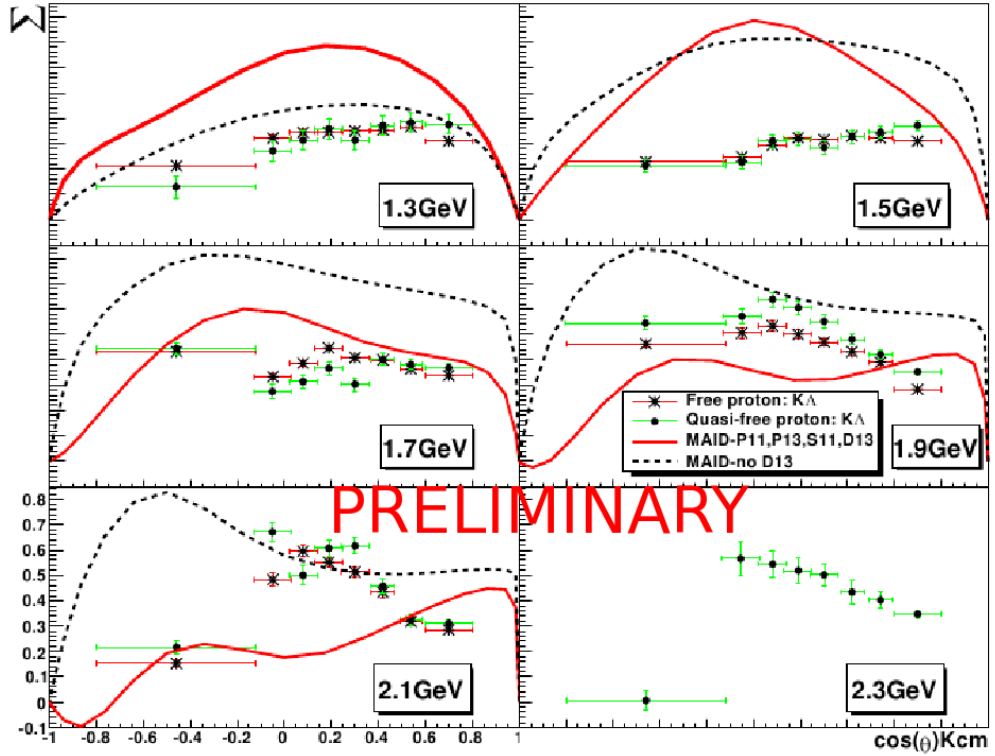 Σ
1.3GeV
1.5GeV
1.7GeV
1.9GeV
Free proton: KΛ
Quasi-free proton: KΛ
MAID-P11,P13,S11,D13
MAID-no D13
PRELIMINARY
0.8
0.7
0.6
0.5
0.4
0.3
0.2
0.1
0
-0.1
2.1GeV
2.3GeV
-1 -0.8 -0.6 -0.4 -0.2 0 0.2 0.4 0.6 0.8 1
cos(θ)Kcm